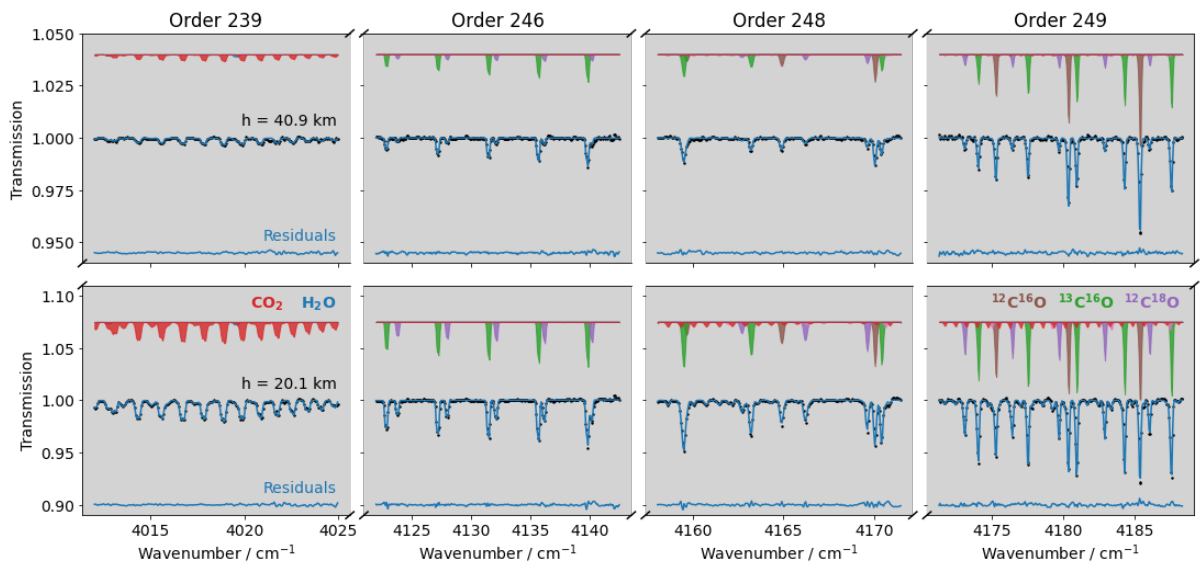 Order 239 Order 246 Order 248 Order 249
Transmission
1.050
1.025
1.000
0.975
0.950
h = 40.9 km
Residuals
Transmission
1.10
1.05
1.00
0.95
0.90
CO₂ H₂O
¹²C¹⁶O ¹³C¹⁶O ¹²C¹⁸O
h = 20.1 km
Residuals
4015 4020 4025 4125 4130 4135 4140 4160 4165 4170 4175 4180 4185
Wavenumber / cm⁻¹ Wavenumber / cm⁻¹ Wavenumber / cm⁻¹ Wavenumber / cm⁻¹